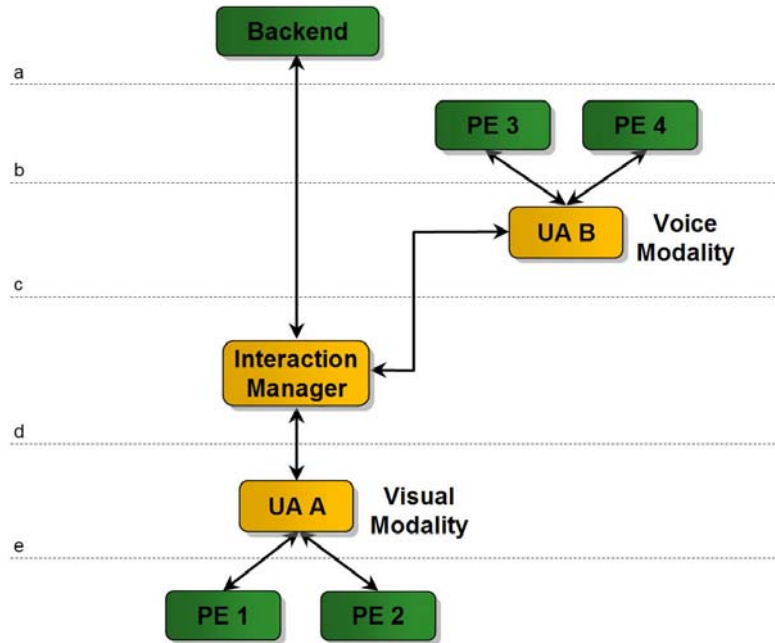 Backend
a
PE 3
PE 4
b
UA B
Voice
Modality
c
Interaction
Manager
d
UA A
Visual
Modality
e
PE 1
PE 2